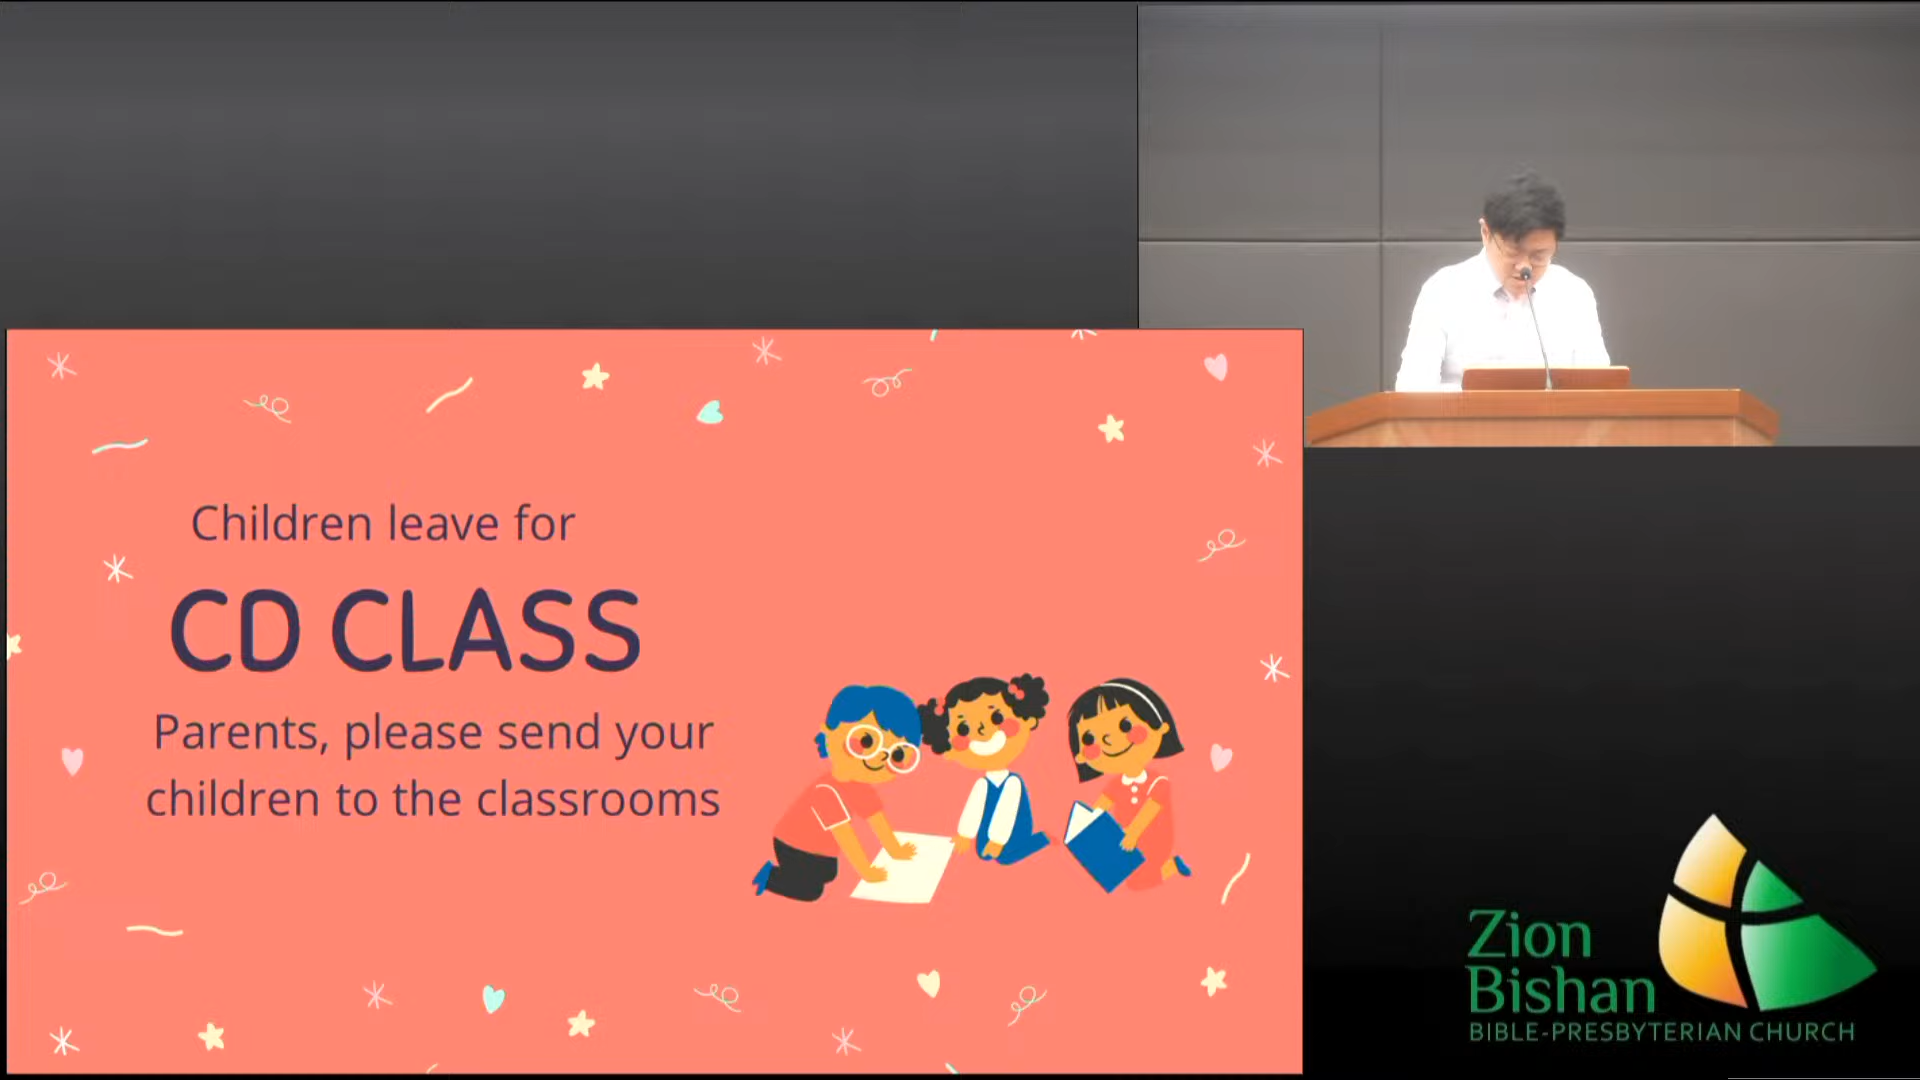 Children leave for
CD CLASS
Parents, please send your
children to the classrooms
Zion
Bishan
BIBLE-PRESBYTERIAN CHURCH